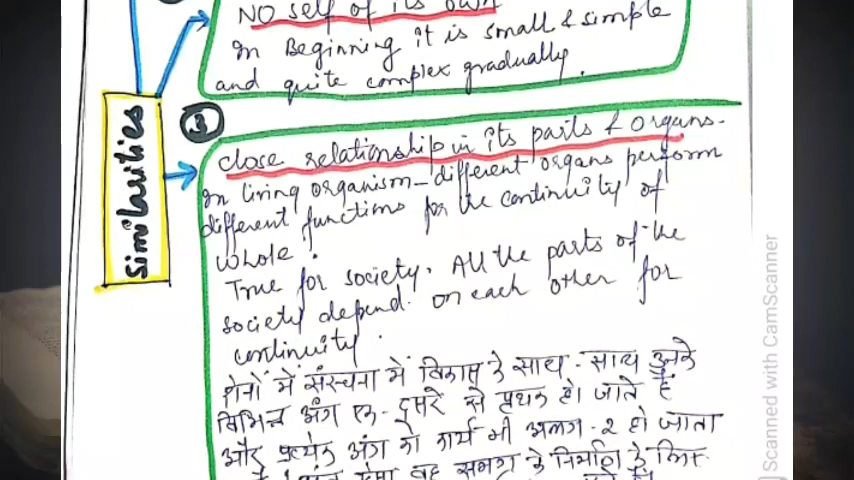 NO self of its own
In Beginning it is small & simple
and quite complex gradually.
Similarities
3
Close relationship in its parts & Organs-
In living organism - different organs perform
different functions for the continuity of
whole.
True for society. All the parts of the
society depend on each other for
continuity.
दोनों में संरचना में विकास के साथ-साथ उनके
विभिन्न अंग एक-दूसरे से पृथक हो जाते हैं
और प्रत्येक अंग का कार्य भी अलग-२ हो जाता
वह समग्र के निर्वाह के लिए
Scanned with CamScanner